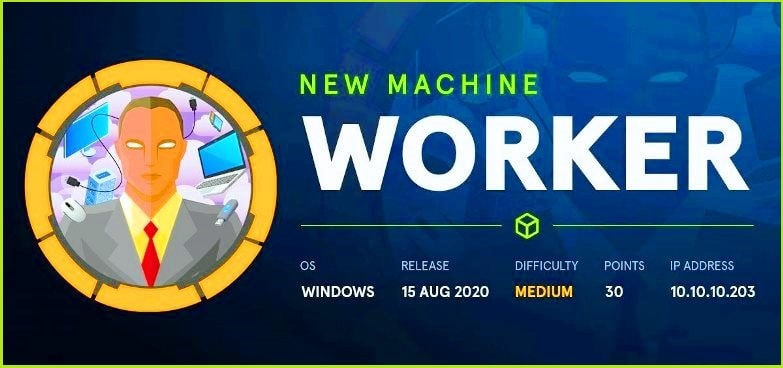 NEW MACHINE
WORKER
OS RELEASE DIFFICULTY POINTS IP ADDRESS
WINDOWS 15 AUG 2020 MEDIUM 30 10.10.10.203